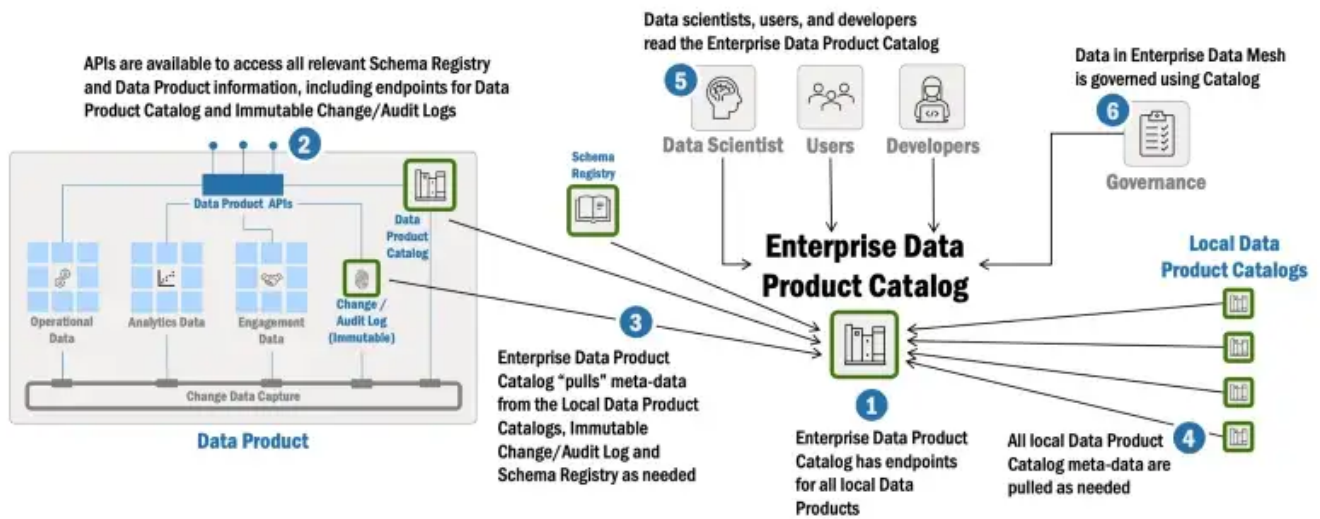 Data scientists, users, and developers
read the Enterprise Data Product Catalog
APIs are available to access all relevant Schema Registry
and Data Product information, including endpoints for Data
Product Catalog and Immutable Change/Audit Logs
Data in Enterprise Data Mesh
is governed using Catalog
5
6
2
Data Scientist
Users
Developers
Governance
Schema
Registry
Data Product APIs
Data
Product
Catalog
Enterprise Data
Product Catalog
Local Data
Product Catalogs
Operational
Data
Analytics Data
Engagement
Data
Change /
Audit Log
(Immutable)
3
Enterprise Data Product
Catalog “pulls” meta-data
from the Local Data Product
Catalogs, Immutable
Change/Audit Log and
Schema Registry as needed
Change Data Capture
Data Product
1
Enterprise Data Product
Catalog has endpoints
for all local Data
Products
4
All local Data Product
Catalog meta-data are
pulled as needed